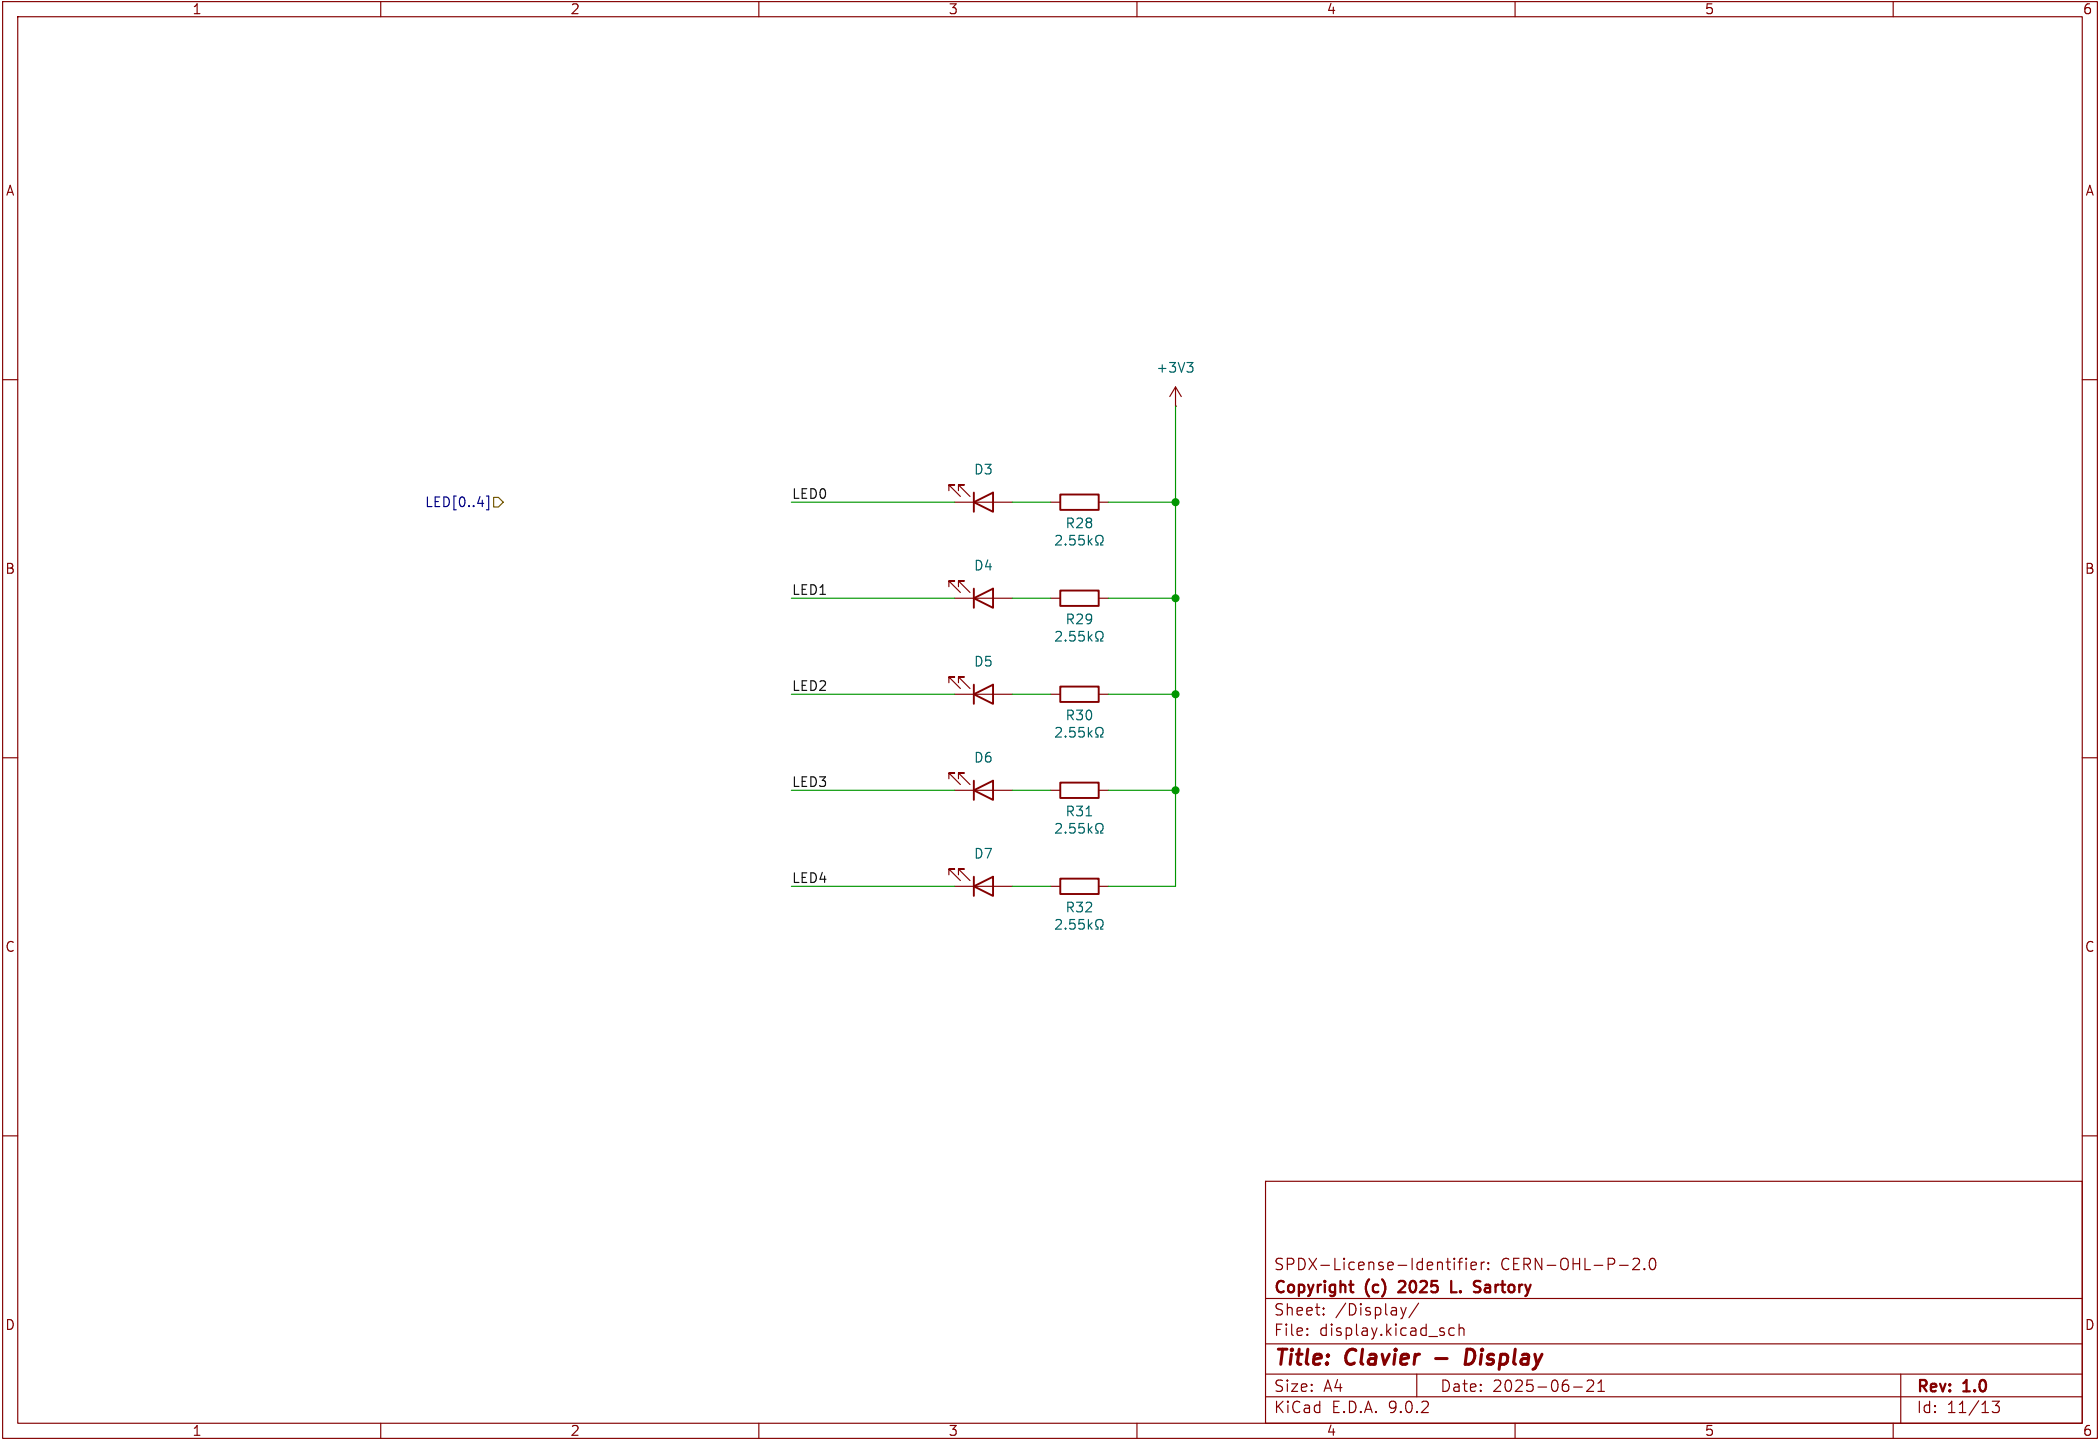 1 2 3 4 5 6
A A
+3V3
D3
LED[0..4]
LED0
R28
2.55kΩ
D4
B B
LED1
R29
2.55kΩ
D5
LED2
R30
2.55kΩ
D6
LED3
R31
2.55kΩ
D7
LED4
R32
2.55kΩ
C C
SPDX-License-Identifier: CERN-OHL-P-2.0
Copyright (c) 2025 L. Sartory
Sheet: /Display/
D D
File: display.kicad_sch
Title: Clavier - Display
Size: A4 Date: 2025-06-21 Rev: 1.0
KiCad E.D.A. 9.0.2 Id: 11/13
1 2 3 4 5 6